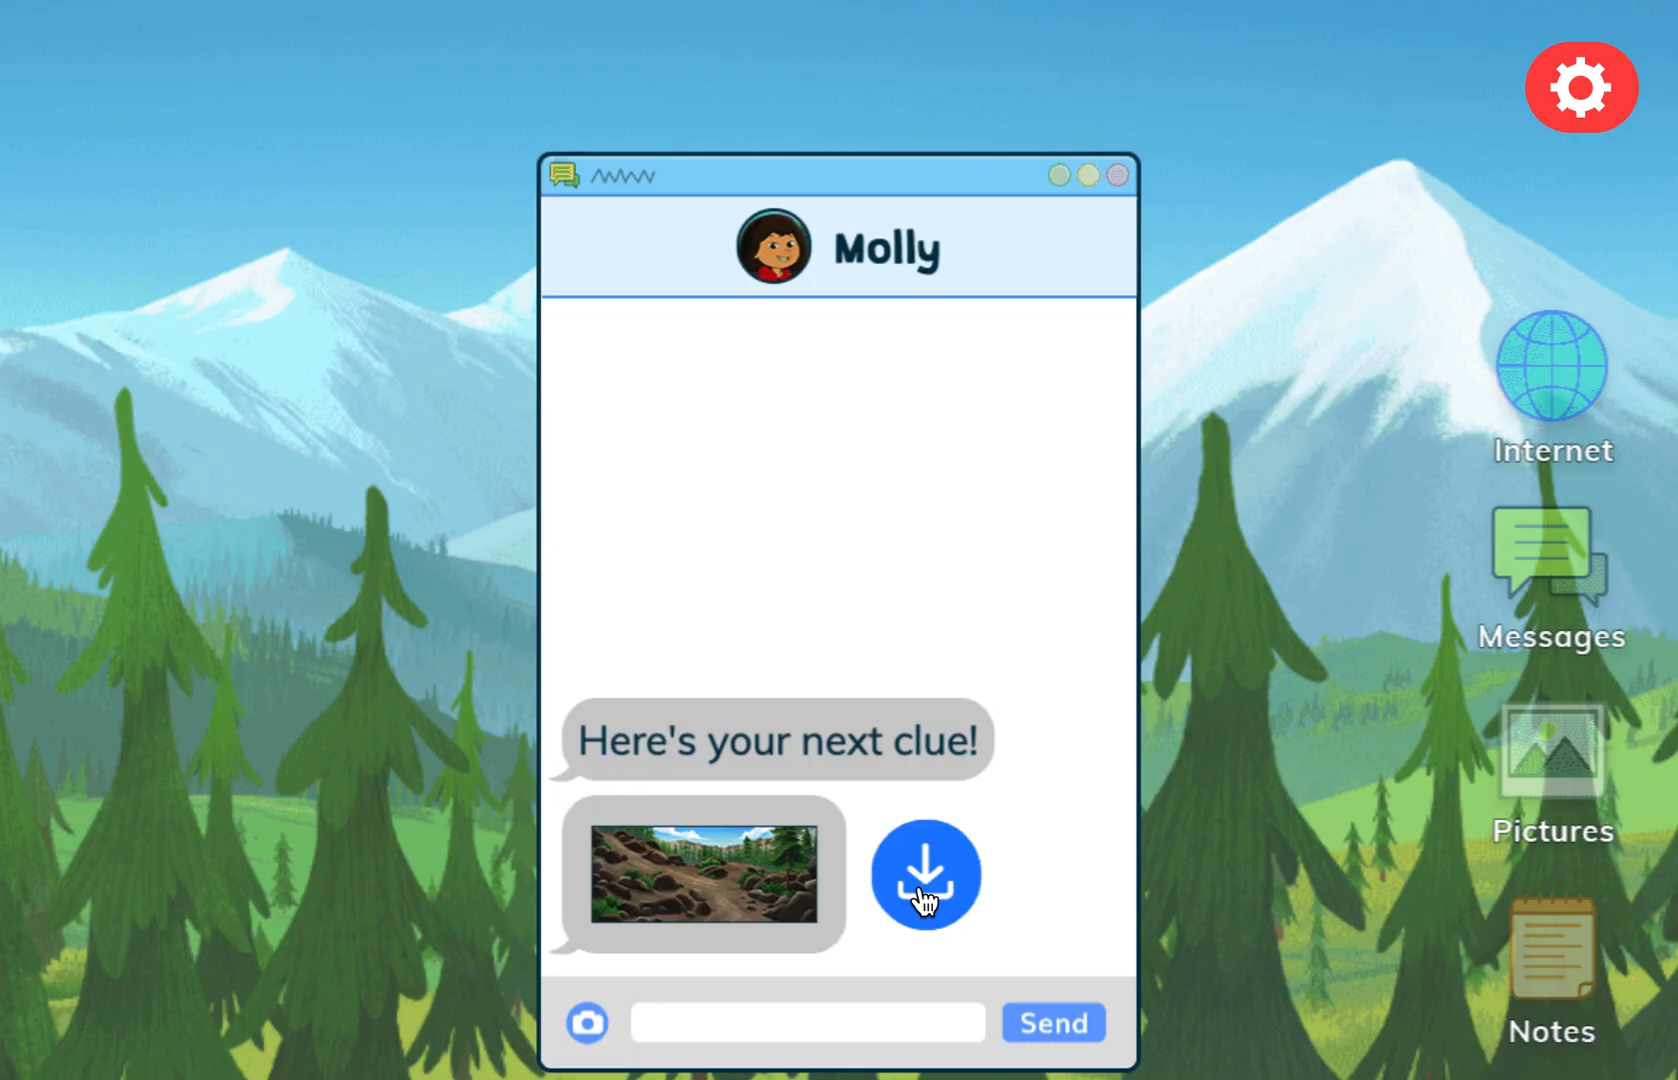 Molly
Internet
Messages
Here's your next clue!
Pictures
Send
Notes